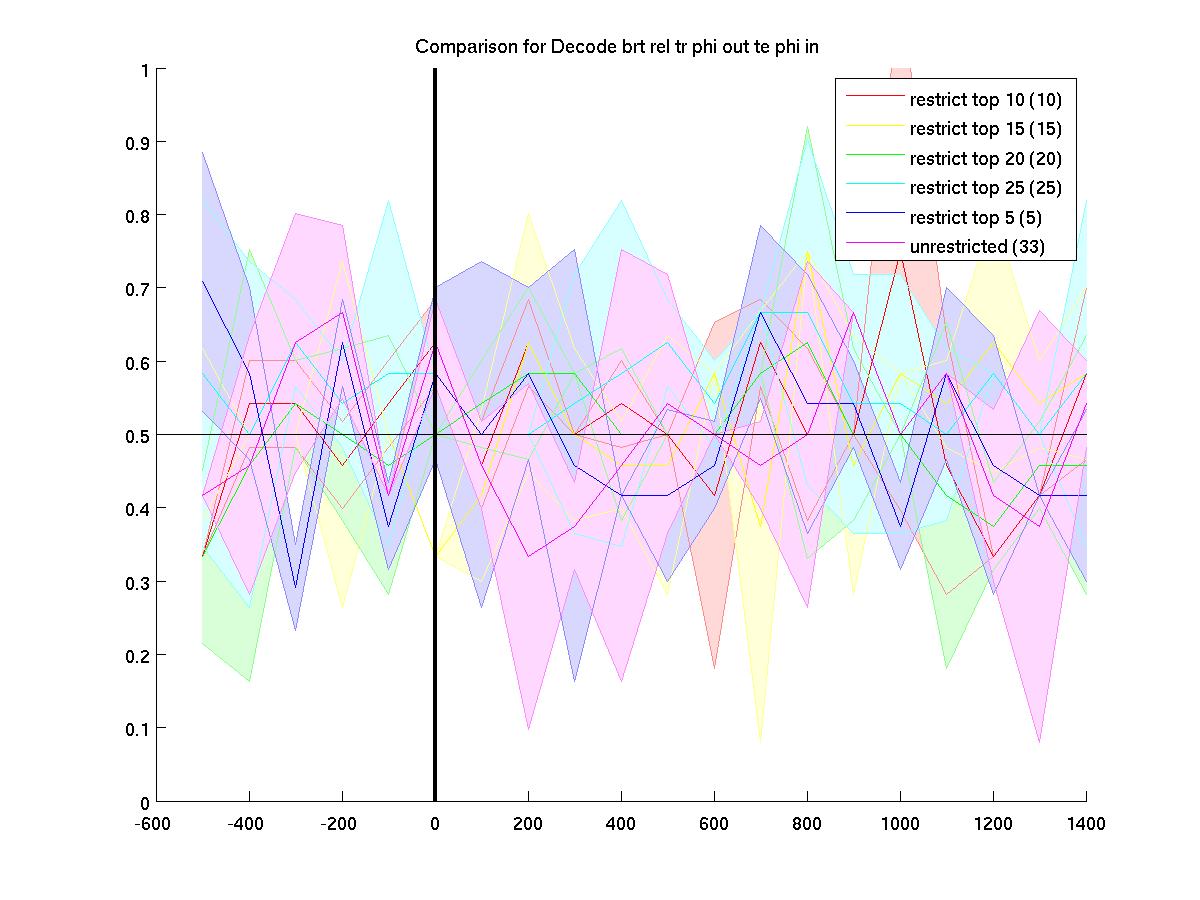 Comparison for Decode brt rel tr phi out te phi in
1
0.9
0.8
0.7
0.6
0.5
0.4
0.3
0.2
0.1
0
restrict top 10 (10)
restrict top 15 (15)
restrict top 20 (20)
restrict top 25 (25)
restrict top 5 (5)
unrestricted (33)
-600 -400 -200 0 200 400 600 800 1000 1200 1400